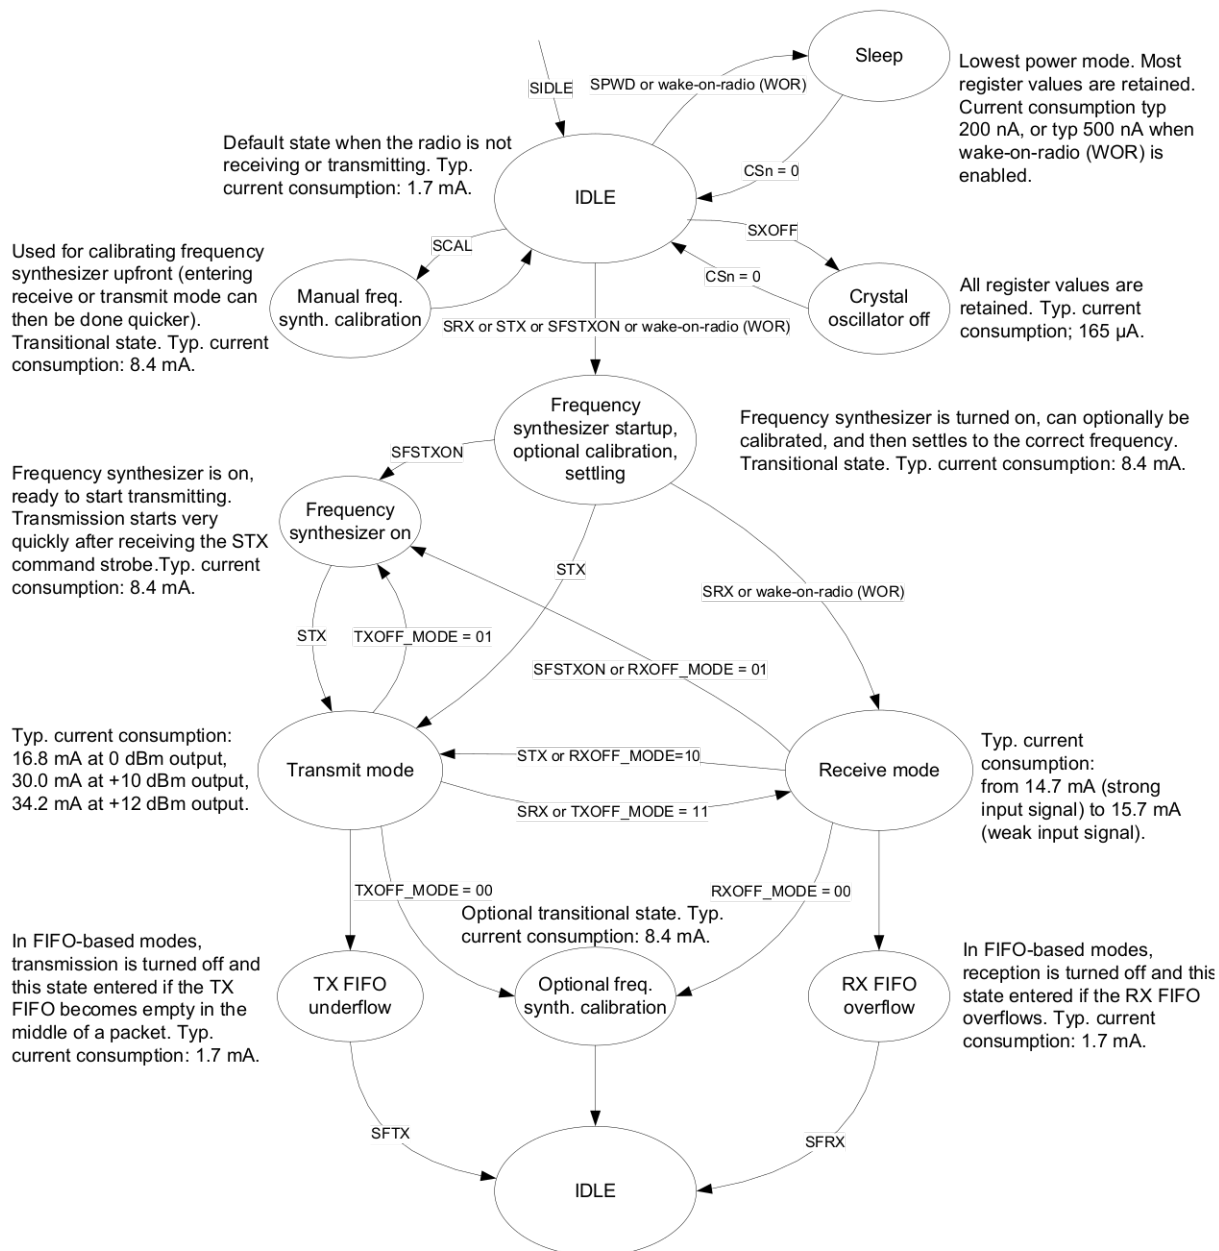 Sleep
Lowest power mode. Most
register values are retained.
Current consumption typ
200 nA, or typ 500 nA when
wake-on-radio (WOR) is
enabled.
SIDLE
SPWD or wake-on-radio (WOR)
Default state when the radio is not
receiving or transmitting. Typ.
current consumption: 1.7 mA.
CSn = 0
IDLE
SXOFF
SCAL
CSn = 0
Used for calibrating frequency
synthesizer upfront (entering
receive or transmit mode can
then be done quicker).
Transitional state. Typ. current
consumption: 8.4 mA.
Manual freq.
synth. calibration
Crystal
oscillator off
All register values are
retained. Typ. current
consumption; 165 µA.
SRX or STX or SFSTXON or wake-on-radio (WOR)
Frequency
synthesizer startup,
optional calibration,
settling
Frequency synthesizer is turned on, can optionally be
calibrated, and then settles to the correct frequency.
Transitional state. Typ. current consumption: 8.4 mA.
SFSTXON
Frequency synthesizer is on,
ready to start transmitting.
Transmission starts very
quickly after receiving the STX
command strobe.Typ. current
consumption: 8.4 mA.
Frequency
synthesizer on
STX
SRX or wake-on-radio (WOR)
STX
TXOFF_MODE = 01
SFSTXON or RXOFF_MODE = 01
Typ. current consumption:
16.8 mA at 0 dBm output,
30.0 mA at +10 dBm output,
34.2 mA at +12 dBm output.
Transmit mode
STX or RXOFF_MODE=10
SRX or TXOFF_MODE = 11
Receive mode
Typ. current
consumption:
from 14.7 mA (strong
input signal) to 15.7 mA
(weak input signal).
TXOFF_MODE = 00
RXOFF_MODE = 00
Optional transitional state. Typ.
current consumption: 8.4 mA.
In FIFO-based modes,
transmission is turned off and
this state entered if the TX
FIFO becomes empty in the
middle of a packet. Typ.
current consumption: 1.7 mA.
TX FIFO
underflow
Optional freq.
synth. calibration
RX FIFO
overflow
In FIFO-based modes,
reception is turned off and this
state entered if the RX FIFO
overflows. Typ. current
consumption: 1.7 mA.
SFTX
SFRX
IDLE